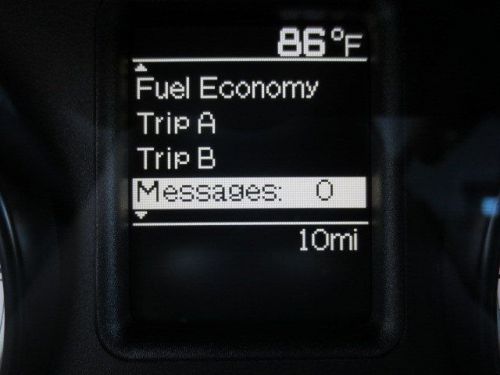 86°F
Fuel Economy
Trip A
Trip B
Messages: 0
10mi